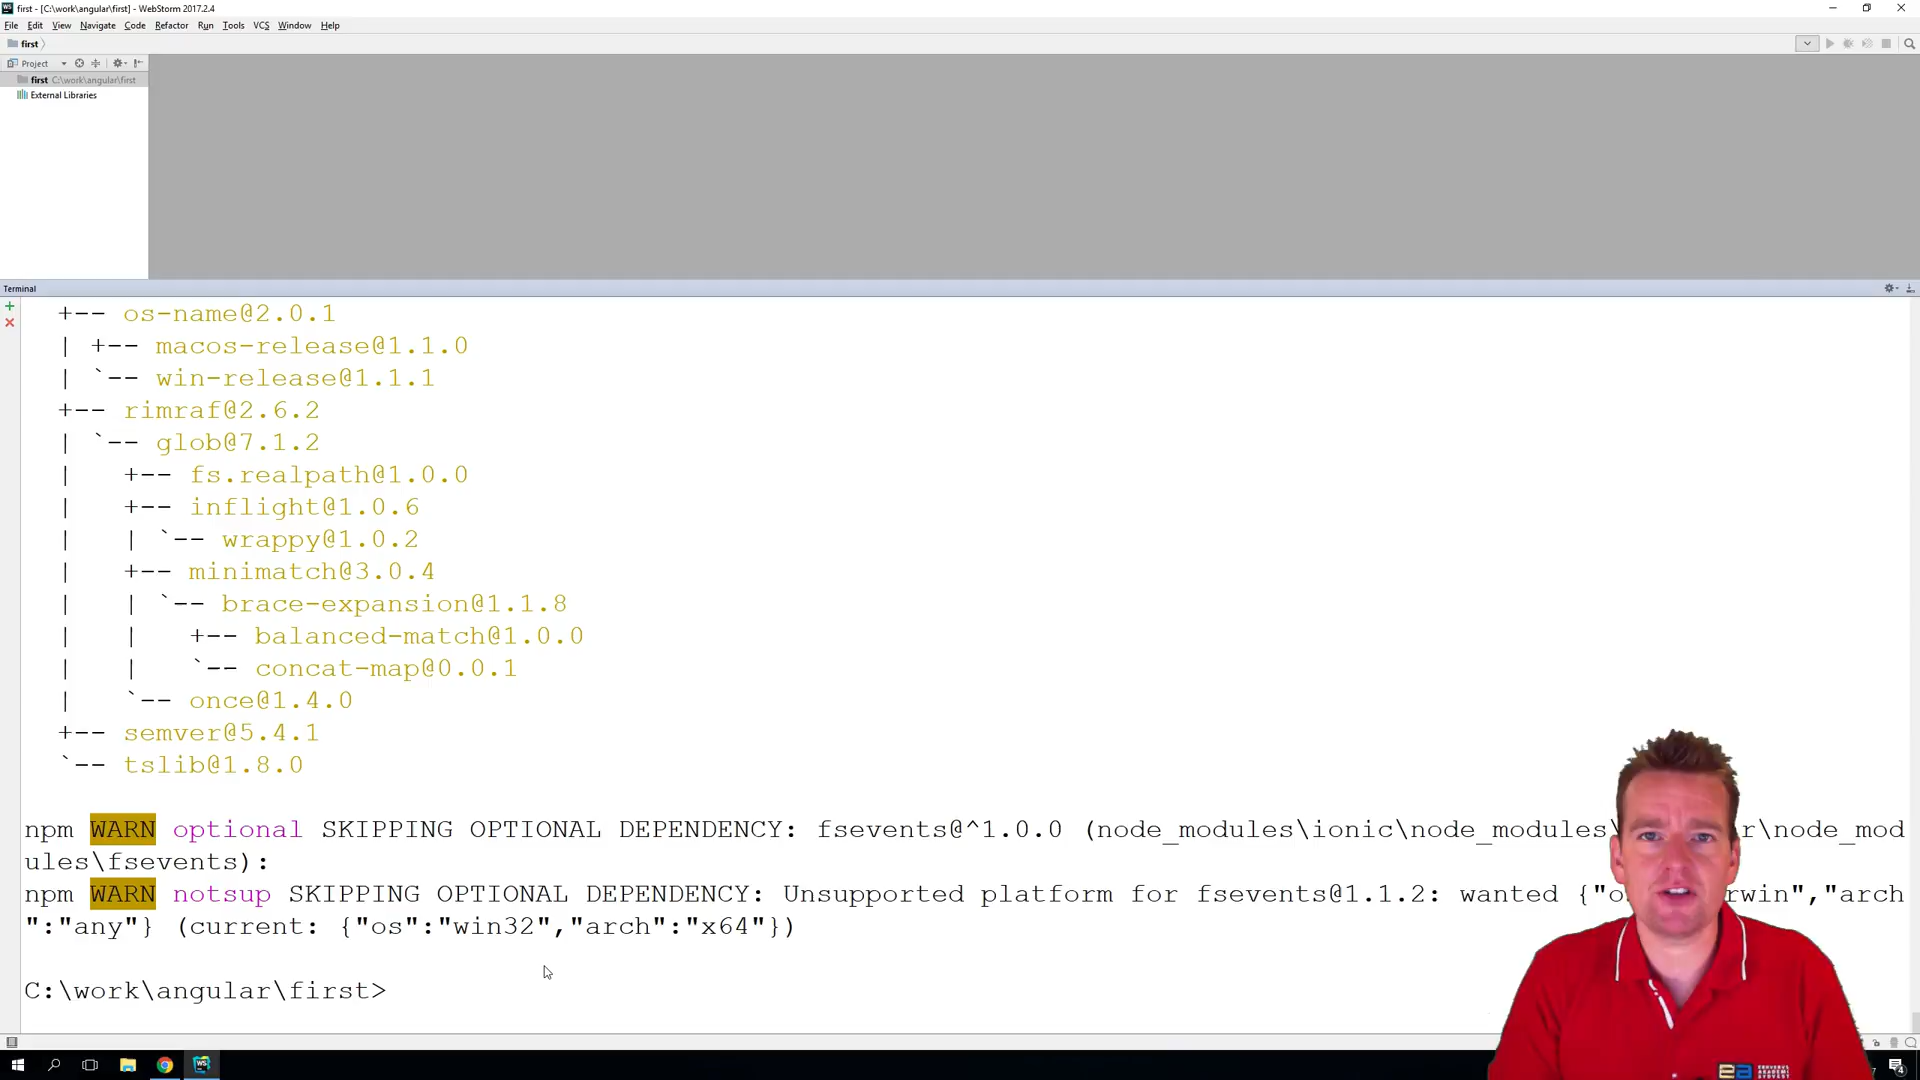 first - [C:\work\angular\first] - WebStorm 2017.2.4
File Edit View Navigate Code Refactor Run Tools VCS Window Help
first
Project
first C:\work\angular\first
External Libraries
Terminal
+-- os-name@2.0.1
| +-- macos-release@1.1.0
| `-- win-release@1.1.1
+-- rimraf@2.6.2
| `-- glob@7.1.2
|   +-- fs.realpath@1.0.0
|   +-- inflight@1.0.6
|   | `-- wrappy@1.0.2
|   +-- minimatch@3.0.4
|   | `-- brace-expansion@1.1.8
|   |   +-- balanced-match@1.0.0
|   |   `-- concat-map@0.0.1
|   `-- once@1.4.0
+-- semver@5.4.1
`-- tslib@1.8.0
npm WARN optional SKIPPING OPTIONAL DEPENDENCY: fsevents@^1.0.0 (node_modules\ionic\node_modules\ r\node_mod
ules\fsevents):
npm WARN notsup SKIPPING OPTIONAL DEPENDENCY: Unsupported platform for fsevents@1.1.2: wanted {"o rwin","arch
":"any"} (current: {"os":"win32","arch":"x64"})
C:\work\angular\first>